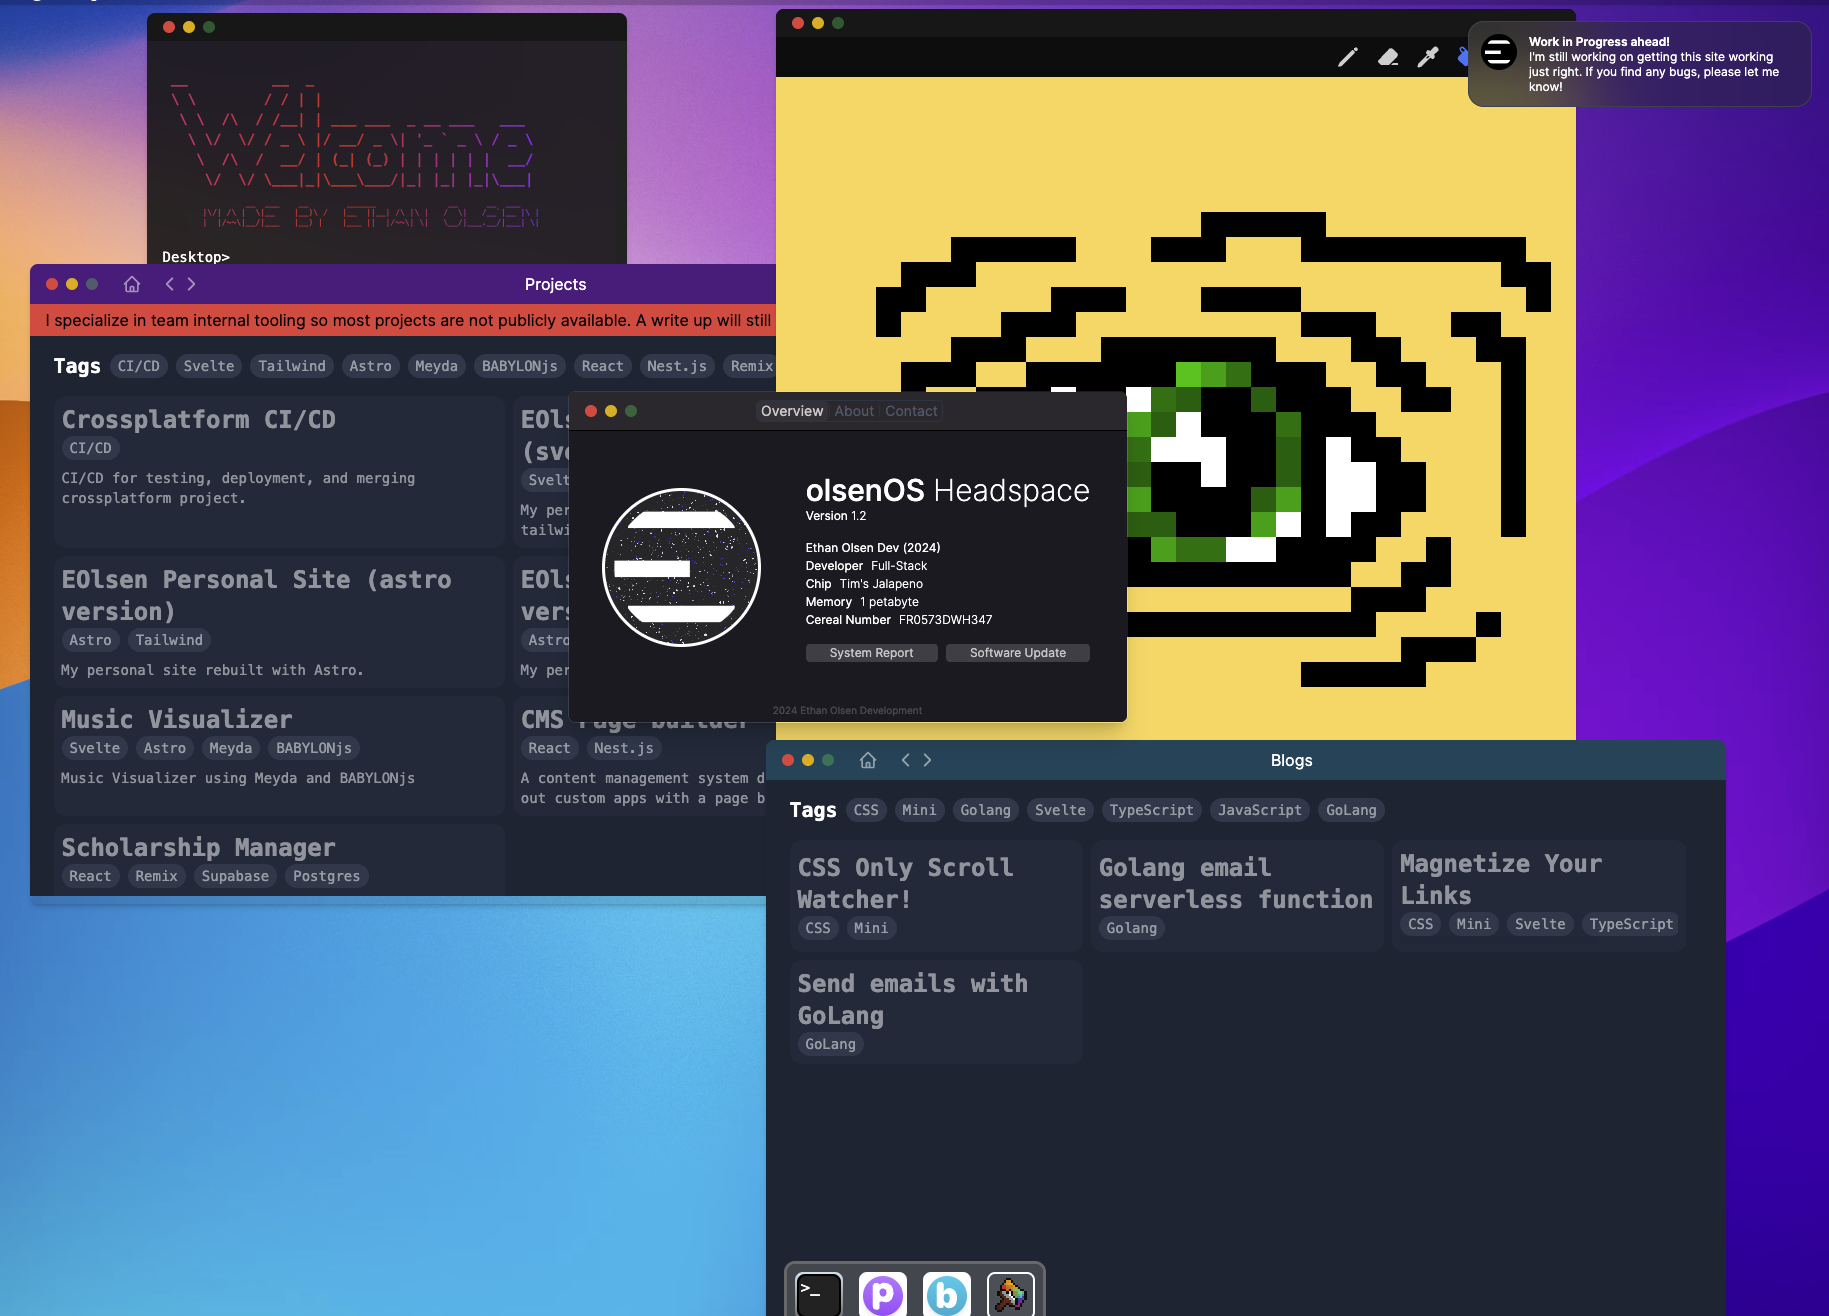 Welcome
MADE BY ETHAN OLSEN
Desktop>
Work in Progress ahead!
I'm still working on getting this site working
just right. If you find any bugs, please let me
know!
Projects
I specialize in team internal tooling so most projects are not publicly available. A write up will still
Tags CI/CD Svelte Tailwind Astro Meyda BABYLONjs React Nest.js Remix
Crossplatform CI/CD
CI/CD
CI/CD for testing, deployment, and merging
crossplatform project.
EOls
(sve
Svelt
My per
tailwi
EOlsen Personal Site (astro
version)
Astro Tailwind
My personal site rebuilt with Astro.
EOls
vers
Astro
My per
Music Visualizer
Svelte Astro Meyda BABYLONjs
Music Visualizer using Meyda and BABYLONjs
CMS Page builder
React Nest.js
A content management system d
out custom apps with a page b
Scholarship Manager
React Remix Supabase Postgres
Overview About Contact
olsenOS Headspace
Version 1.2
Ethan Olsen Dev (2024)
Developer Full-Stack
Chip Tim's Jalapeno
Memory 1 petabyte
Cereal Number FR0573DWH347
System Report Software Update
2024 Ethan Olsen Development
Blogs
Tags CSS Mini Golang Svelte TypeScript JavaScript GoLang
CSS Only Scroll
Watcher!
CSS Mini
Golang email
serverless function
Golang
Magnetize Your
Links
CSS Mini Svelte TypeScript
Send emails with
GoLang
GoLang
>_
p
b